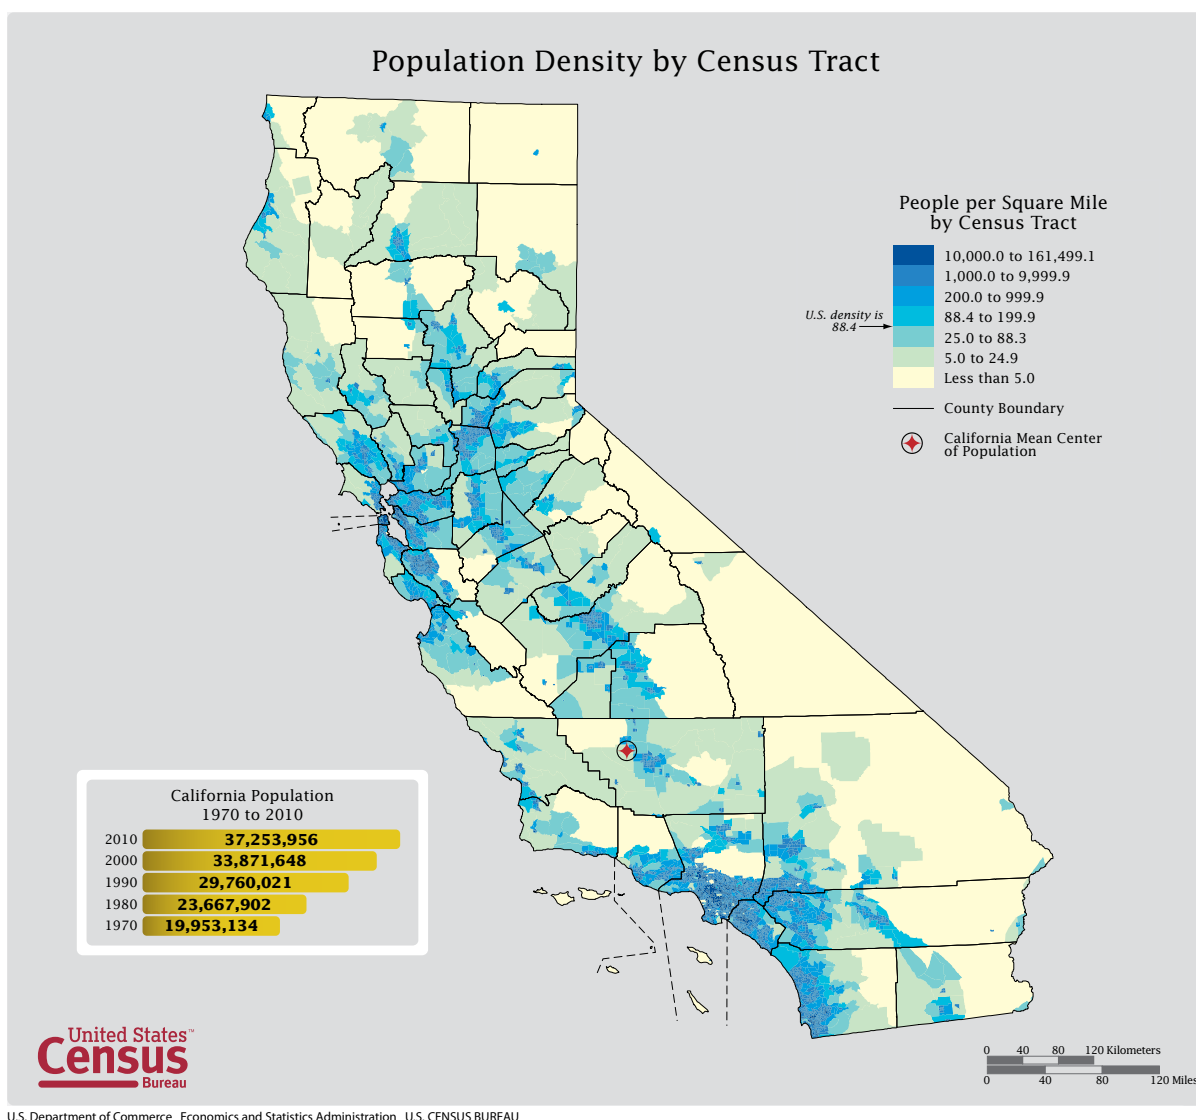 Population Density by Census Tract
People per Square Mile
by Census Tract
10,000.0 to 161,499.1
1,000.0 to 9,999.9
200.0 to 999.9
88.4 to 199.9
25.0 to 88.3
5.0 to 24.9
Less than 5.0
U.S. density is
88.4
County Boundary
California Mean Center
of Population
California Population
1970 to 2010
2010 37,253,956
2000 33,871,648
1990 29,760,021
1980 23,667,902
1970 19,953,134
United States™
Census
Bureau
0 40 80 120 Kilometers
0 40 80 120 Miles
U.S. Department of Commerce Economics and Statistics Administration U.S. CENSUS BUREAU